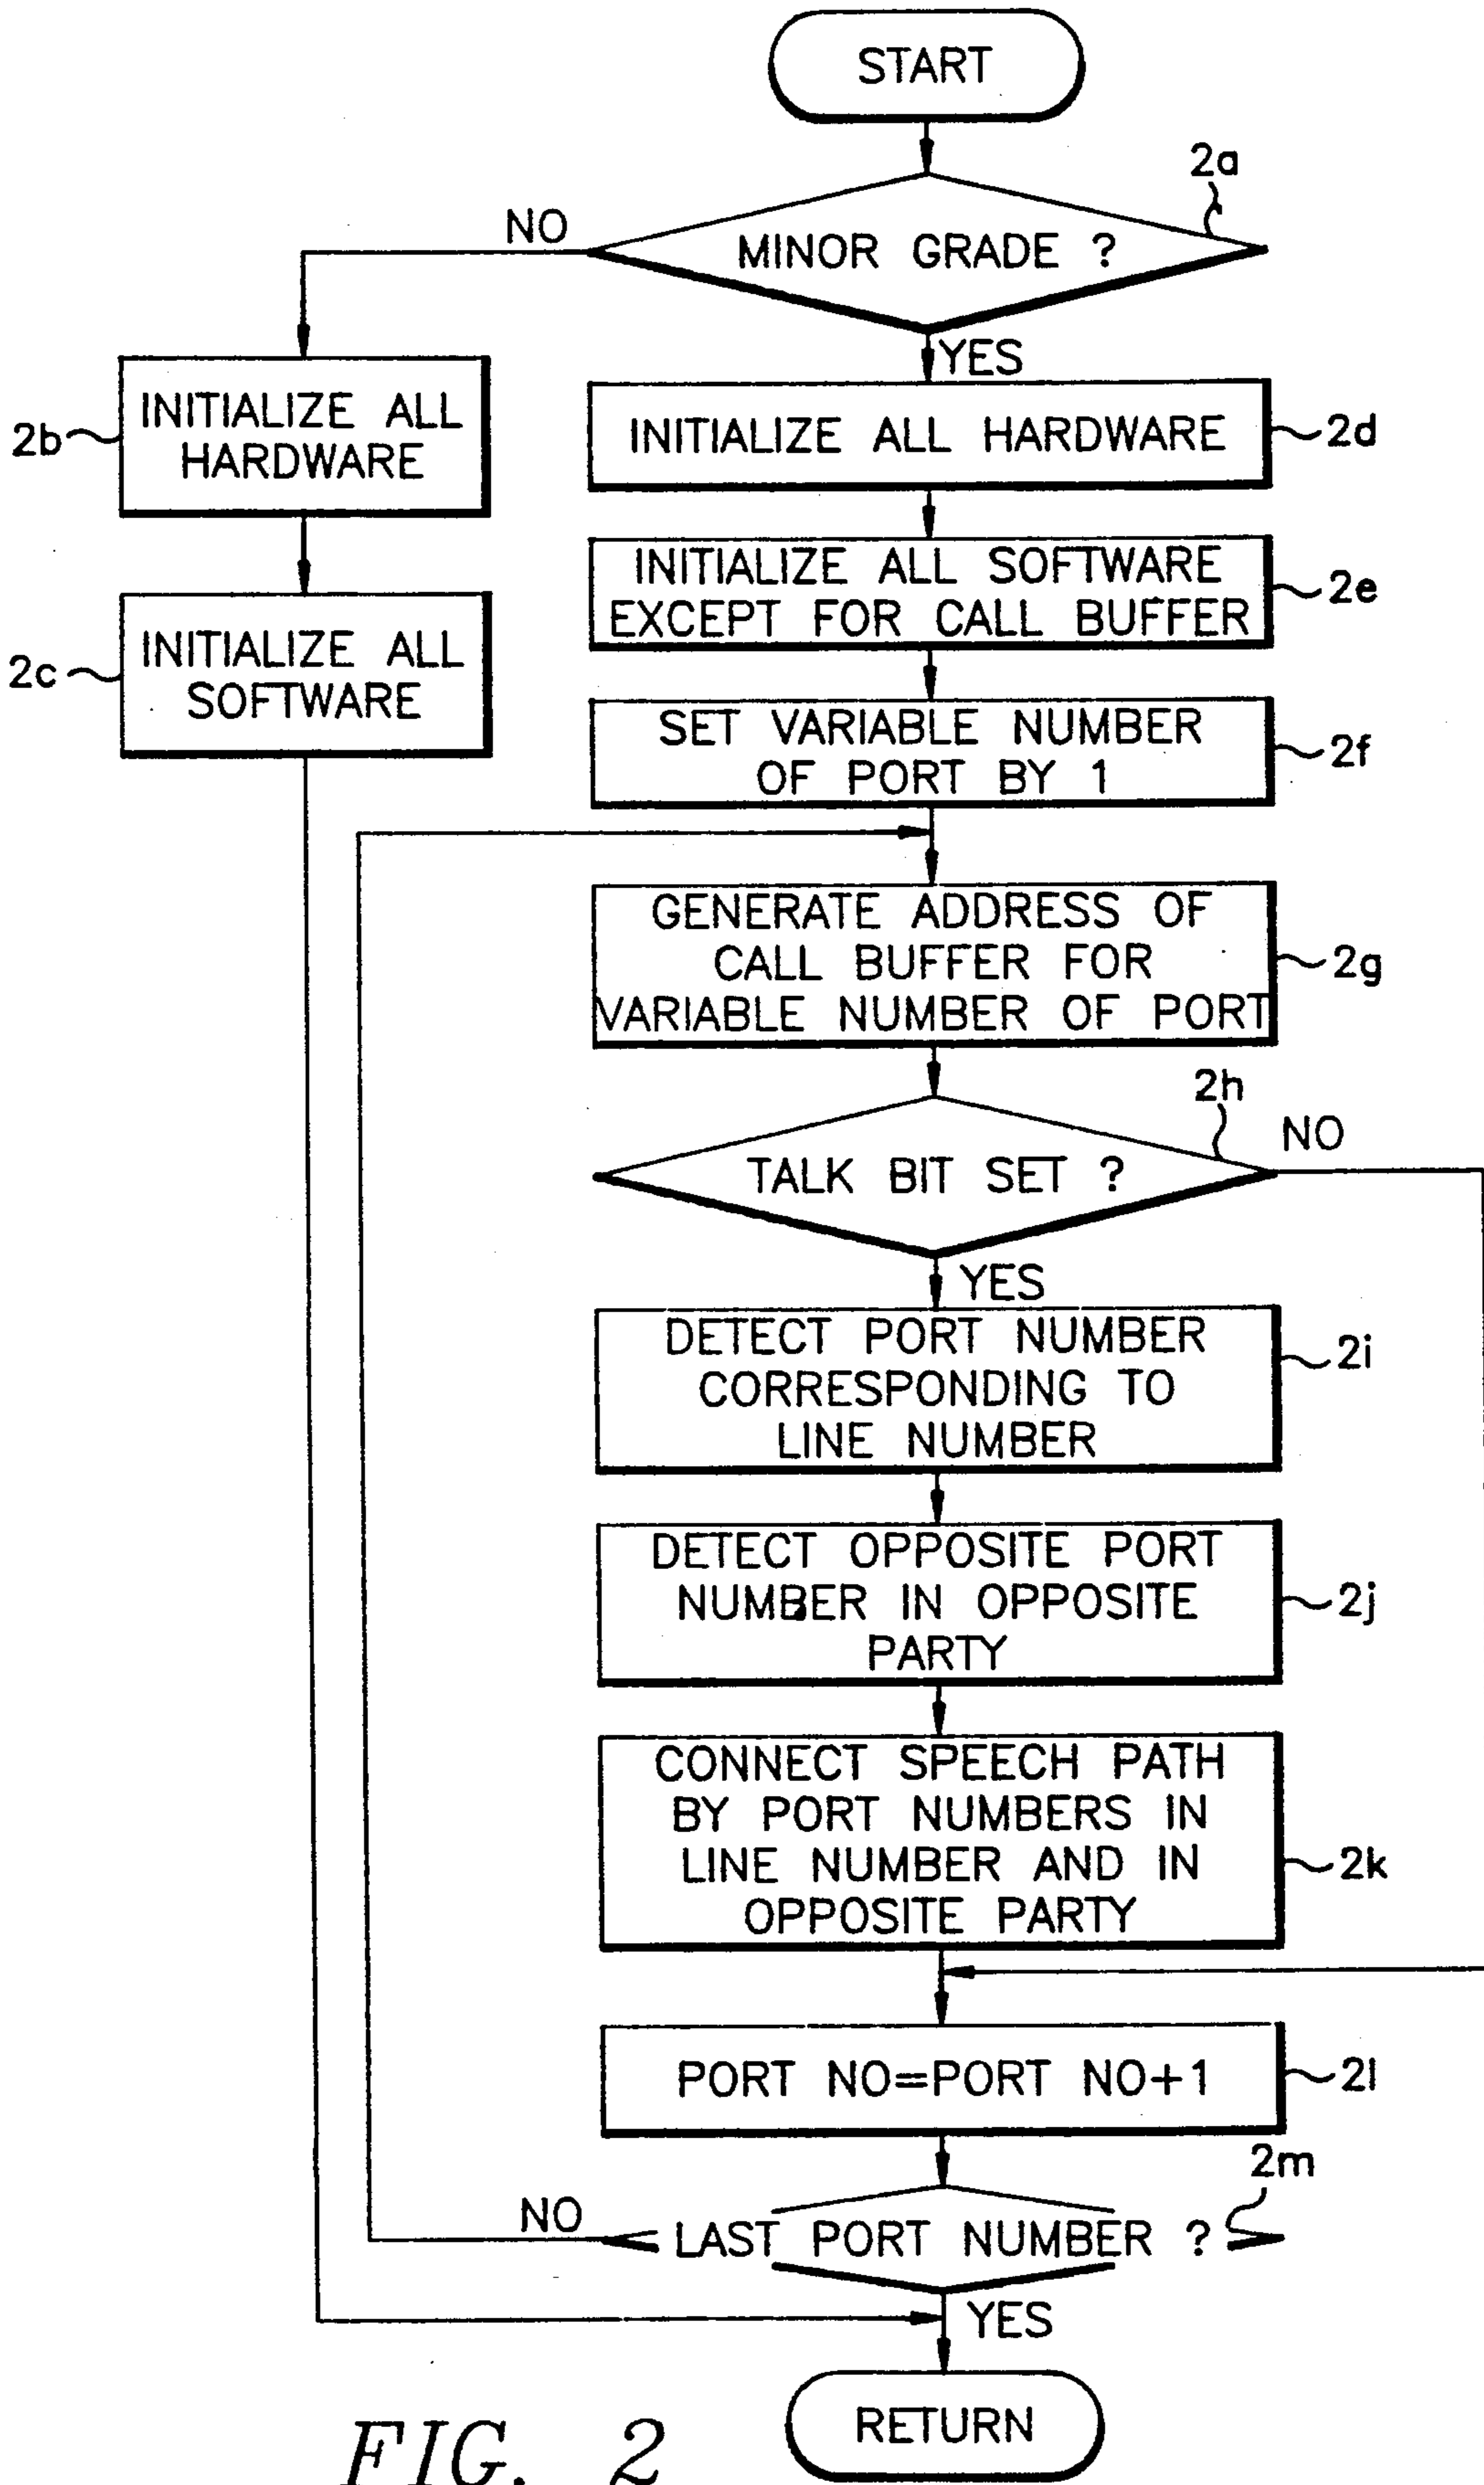 START
2a
NO
MINOR GRADE ?
YES
2b
INITIALIZE ALL
HARDWARE
INITIALIZE ALL HARDWARE
2d
INITIALIZE ALL SOFTWARE
EXCEPT FOR CALL BUFFER
2e
2c
INITIALIZE ALL
SOFTWARE
SET VARIABLE NUMBER
OF PORT BY 1
2f
GENERATE ADDRESS OF
CALL BUFFER FOR
VARIABLE NUMBER OF PORT
2g
2h
NO
TALK BIT SET ?
YES
DETECT PORT NUMBER
CORRESPONDING TO
LINE NUMBER
2i
DETECT OPPOSITE PORT
NUMBER IN OPPOSITE
PARTY
2j
CONNECT SPEECH PATH
BY PORT NUMBERS IN
LINE NUMBER AND IN
OPPOSITE PARTY
2k
PORT NO=PORT NO+1
2l
2m
NO
LAST PORT NUMBER ?
YES
RETURN
FIG. 2